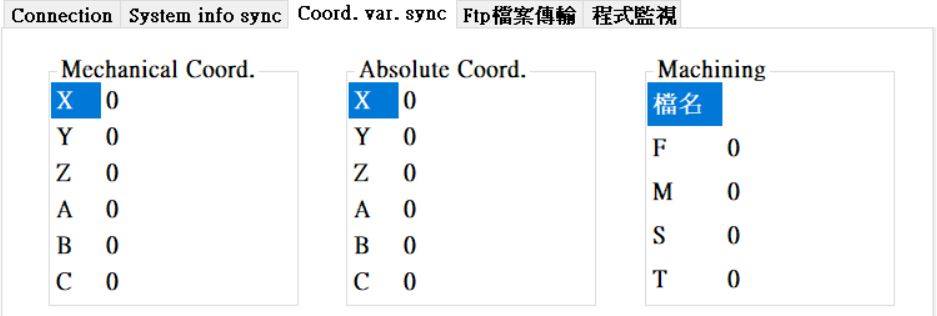 Connection System info sync Coord. var. sync Ftp檔案傳輸 程式監視
Mechanical Coord.
X 0
Y 0
Z 0
A 0
B 0
C 0
Absolute Coord.
X 0
Y 0
Z 0
A 0
B 0
C 0
Machining
檔名
F 0
M 0
S 0
T 0